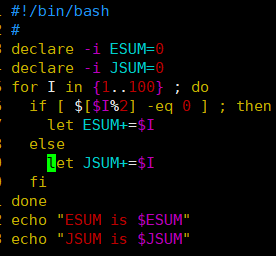 #!/bin/bash
#
declare -i ESUM=0
declare -i JSUM=0
for I in {1..100} ; do
  if [ $[$I%2] -eq 0 ] ; then
    let ESUM+=$I
  else
    let JSUM+=$I
  fi
done
echo "ESUM is $ESUM"
echo "JSUM is $JSUM"